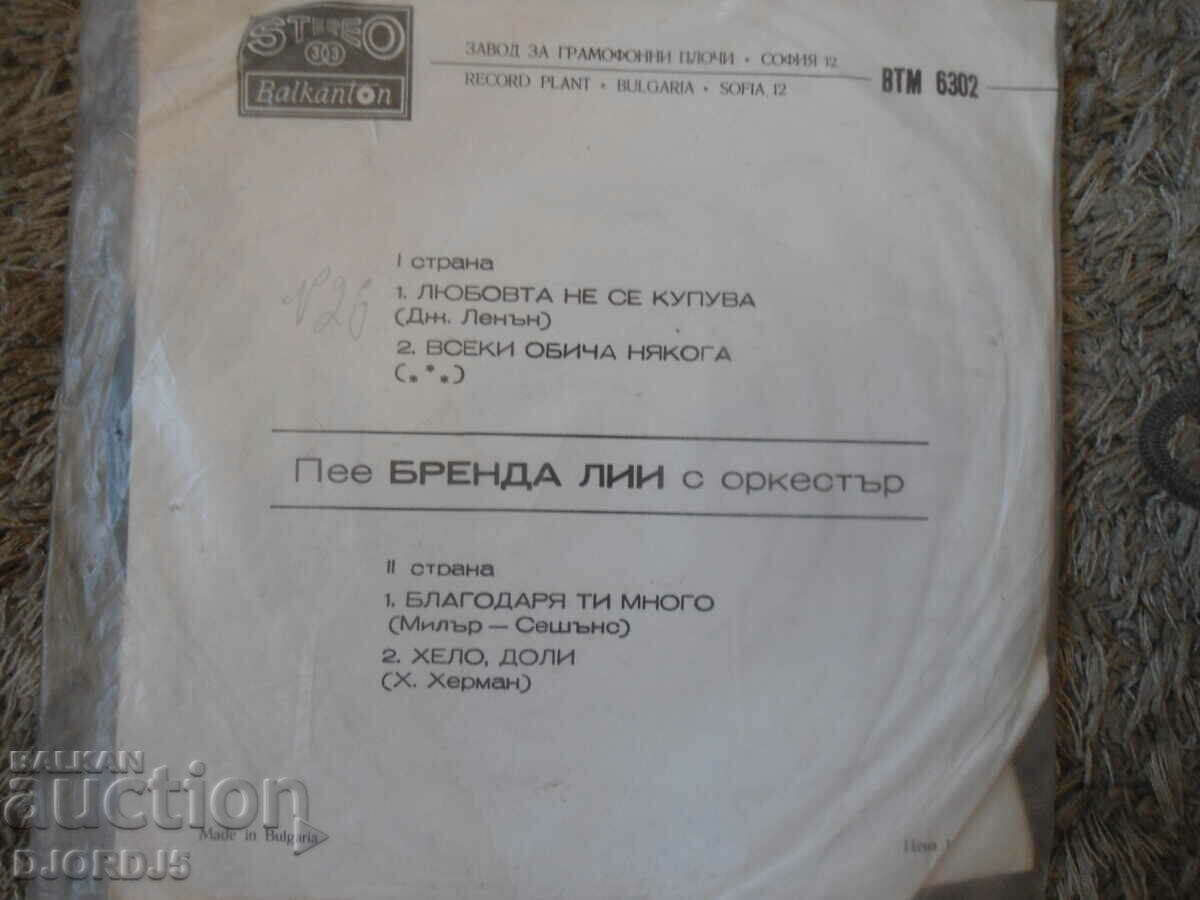 STEREO
33
Balkanton
ЗАВОД ЗА ГРАМОФОННИ ПЛОЧИ • СОФИЯ 12
RECORD PLANT • BULGARIA • SOFIA, 12
ВТМ 6302
I страна
1. ЛЮБОВТА НЕ СЕ КУПУВА
(Дж. Ленън)
2. ВСЕКИ ОБИЧА НЯКОГА
(***)
Пее БРЕНДА ЛИИ с оркестър
II страна
1. БЛАГОДАРЯ ТИ МНОГО
(Милър — Сешънс)
2. ХЕЛО, ДОЛИ
(Х. Херман)
Made in Bulgaria
Цена 1
BALKAN
auction
DJORDJ5